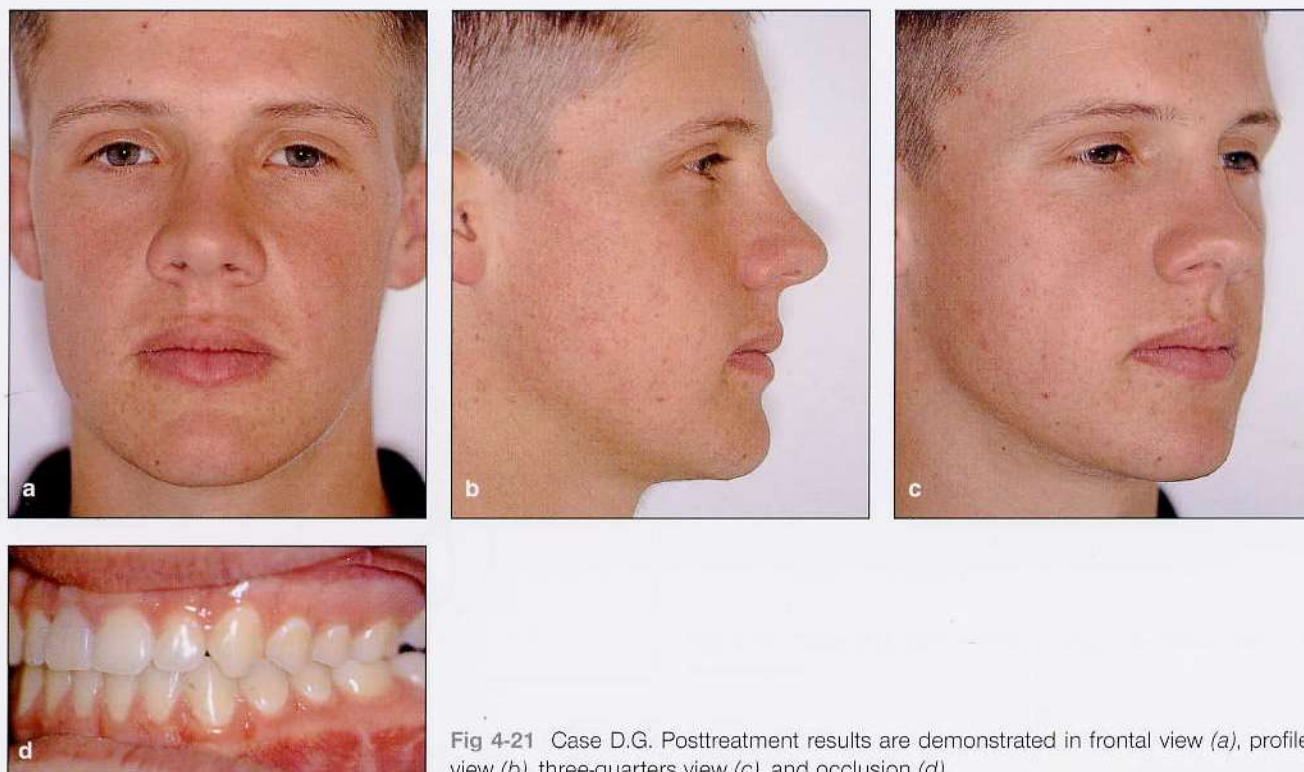 a
b
c
d
Fig 4-21 Case D.G. Posttreatment results are demonstrated in frontal view (a), profile
view (b), three-quarters view (c), and occlusion (d).